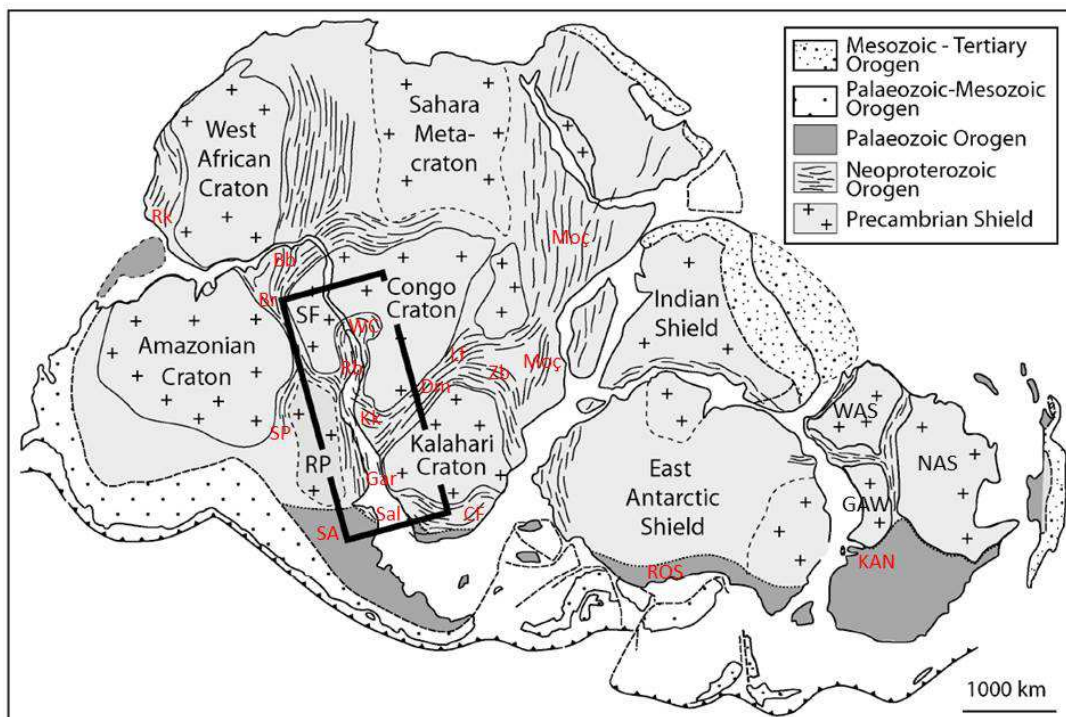 Mesozoic - Tertiary
Orogen
Palaeozoic-Mesozoic
Orogen
Palaeozoic Orogen
Neoproterozoic
Orogen
Precambrian Shield
West
African
Craton
Sahara
Meta-
craton
Rk
Moç
Bb
Br
SF
Congo
Craton
WC
Indian
Shield
Amazonian
Craton
Rb
Lf
Zb
Moç
Dm
Kk
WAS
SP
RP
Kalahari
Craton
NAS
Gar
East
Antarctic
Shield
GAW
Sal
CF
SA
ROS
KAN
1000 km